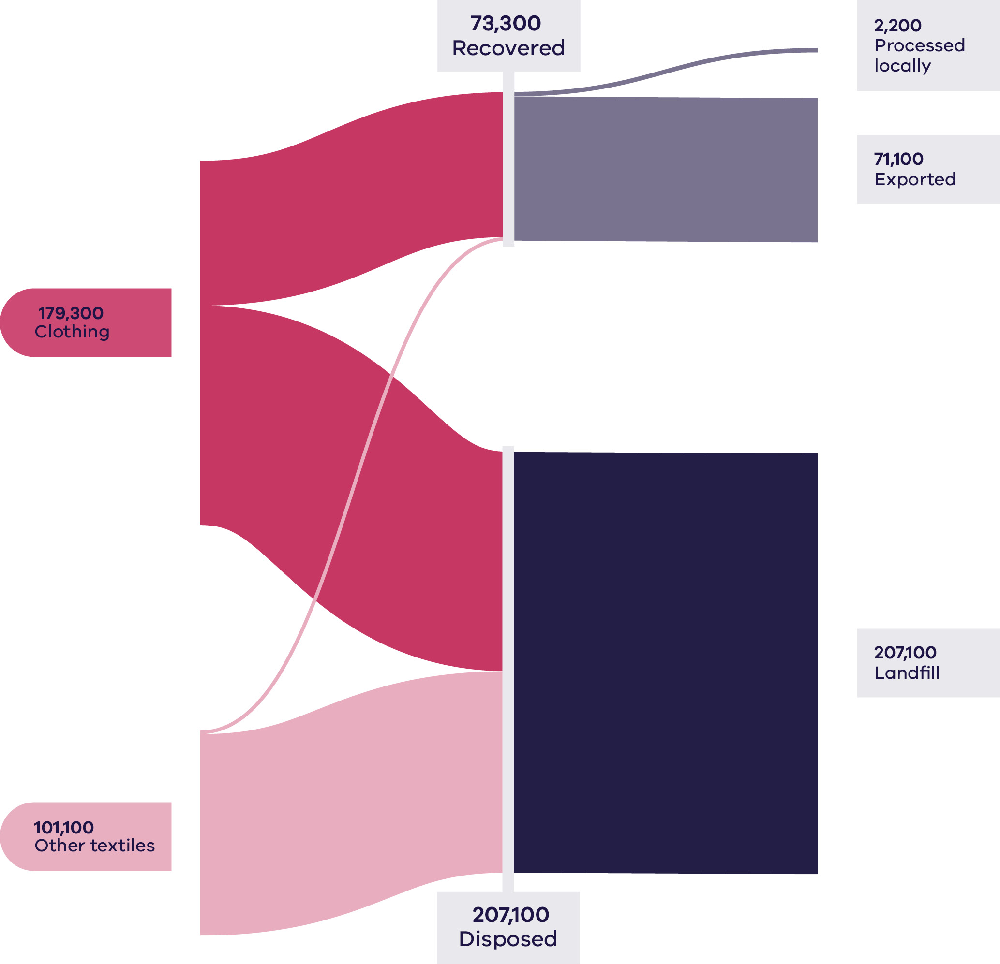 73,300
Recovered
2,200
Processed
locally
71,100
Exported
179,300
Clothing
207,100
Landfill
101,100
Other textiles
207,100
Disposed